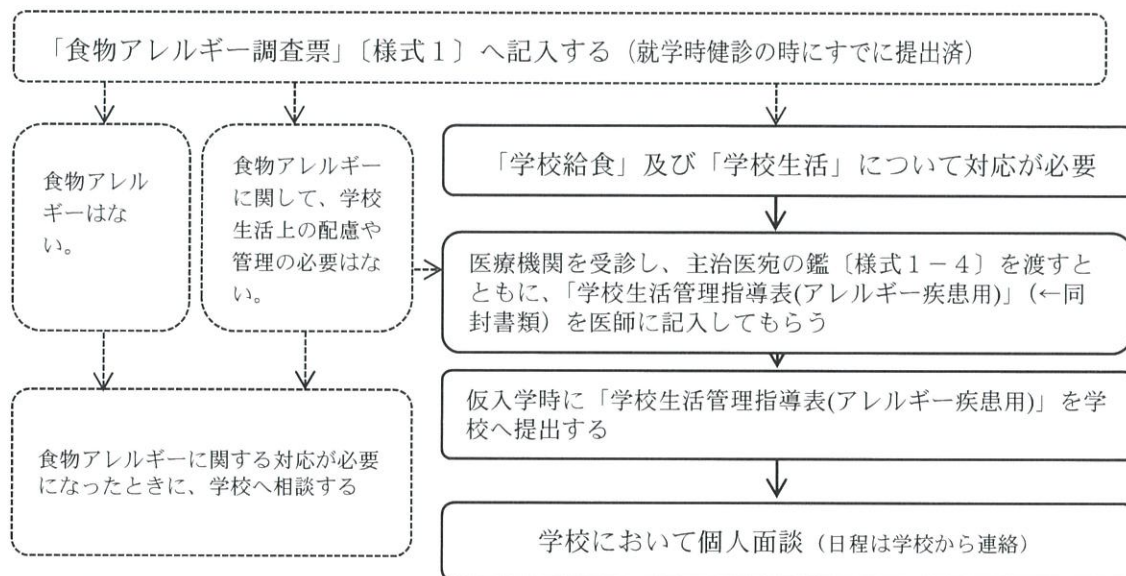 「食物アレルギー調査票」〔様式１〕へ記入する（就学時健診の時にすでに提出済）
食物アレル
ギーはな
い。
食物アレルギー
に関して、学校
生活上の配慮や
管理の必要はな
い。
「学校給食」及び「学校生活」について対応が必要
医療機関を受診し、主治医宛の鑑〔様式１－４〕を渡すと
ともに、「学校生活管理指導表(アレルギー疾患用)」（←同
封書類）を医師に記入してもらう
仮入学時に「学校生活管理指導表(アレルギー疾患用)」を学
校へ提出する
食物アレルギーに関する対応が必要
になったときに、学校へ相談する
学校において個人面談（日程は学校から連絡）